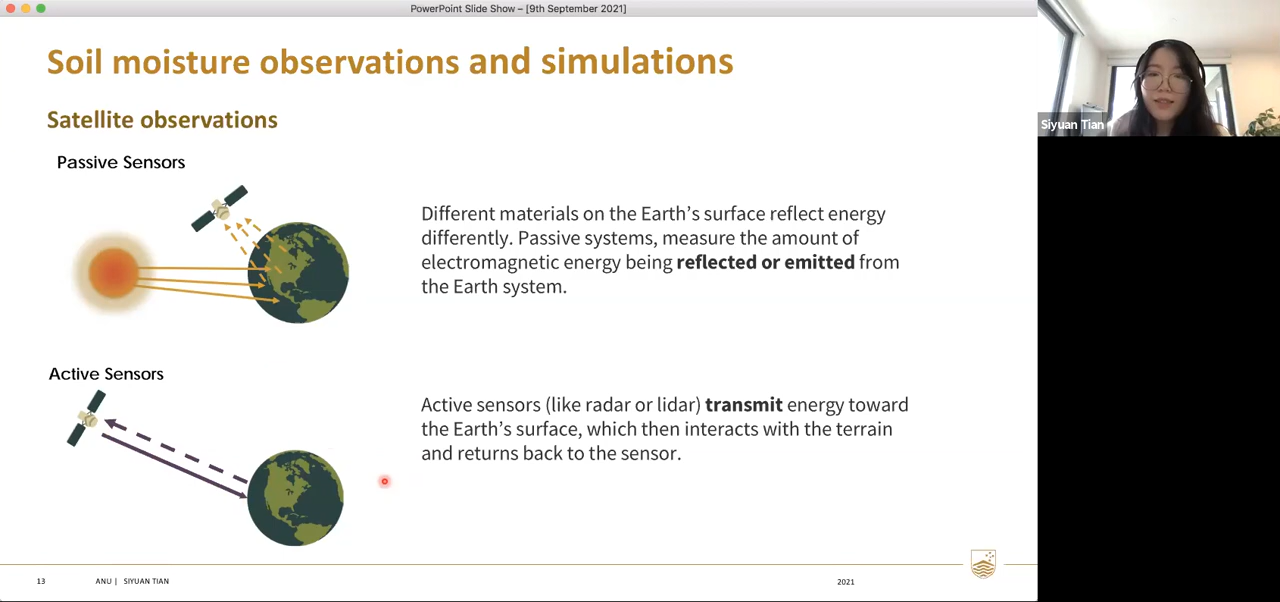 PowerPoint Slide Show – [9th September 2021]
Soil moisture observations and simulations
Satellite observations
Passive Sensors
Different materials on the Earth's surface reflect energy
differently. Passive systems, measure the amount of
electromagnetic energy being reflected or emitted from
the Earth system.
Active Sensors
Active sensors (like radar or lidar) transmit energy toward
the Earth's surface, which then interacts with the terrain
and returns back to the sensor.
13 ANU | SIYUAN TIAN 2021
Siyuan Tian